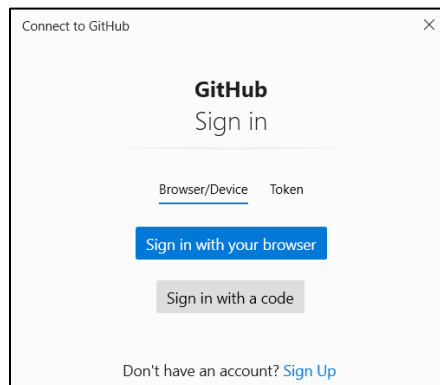 Connect to GitHub
GitHub
Sign in
Browser/Device Token
Sign in with your browser
Sign in with a code
Don't have an account? Sign Up